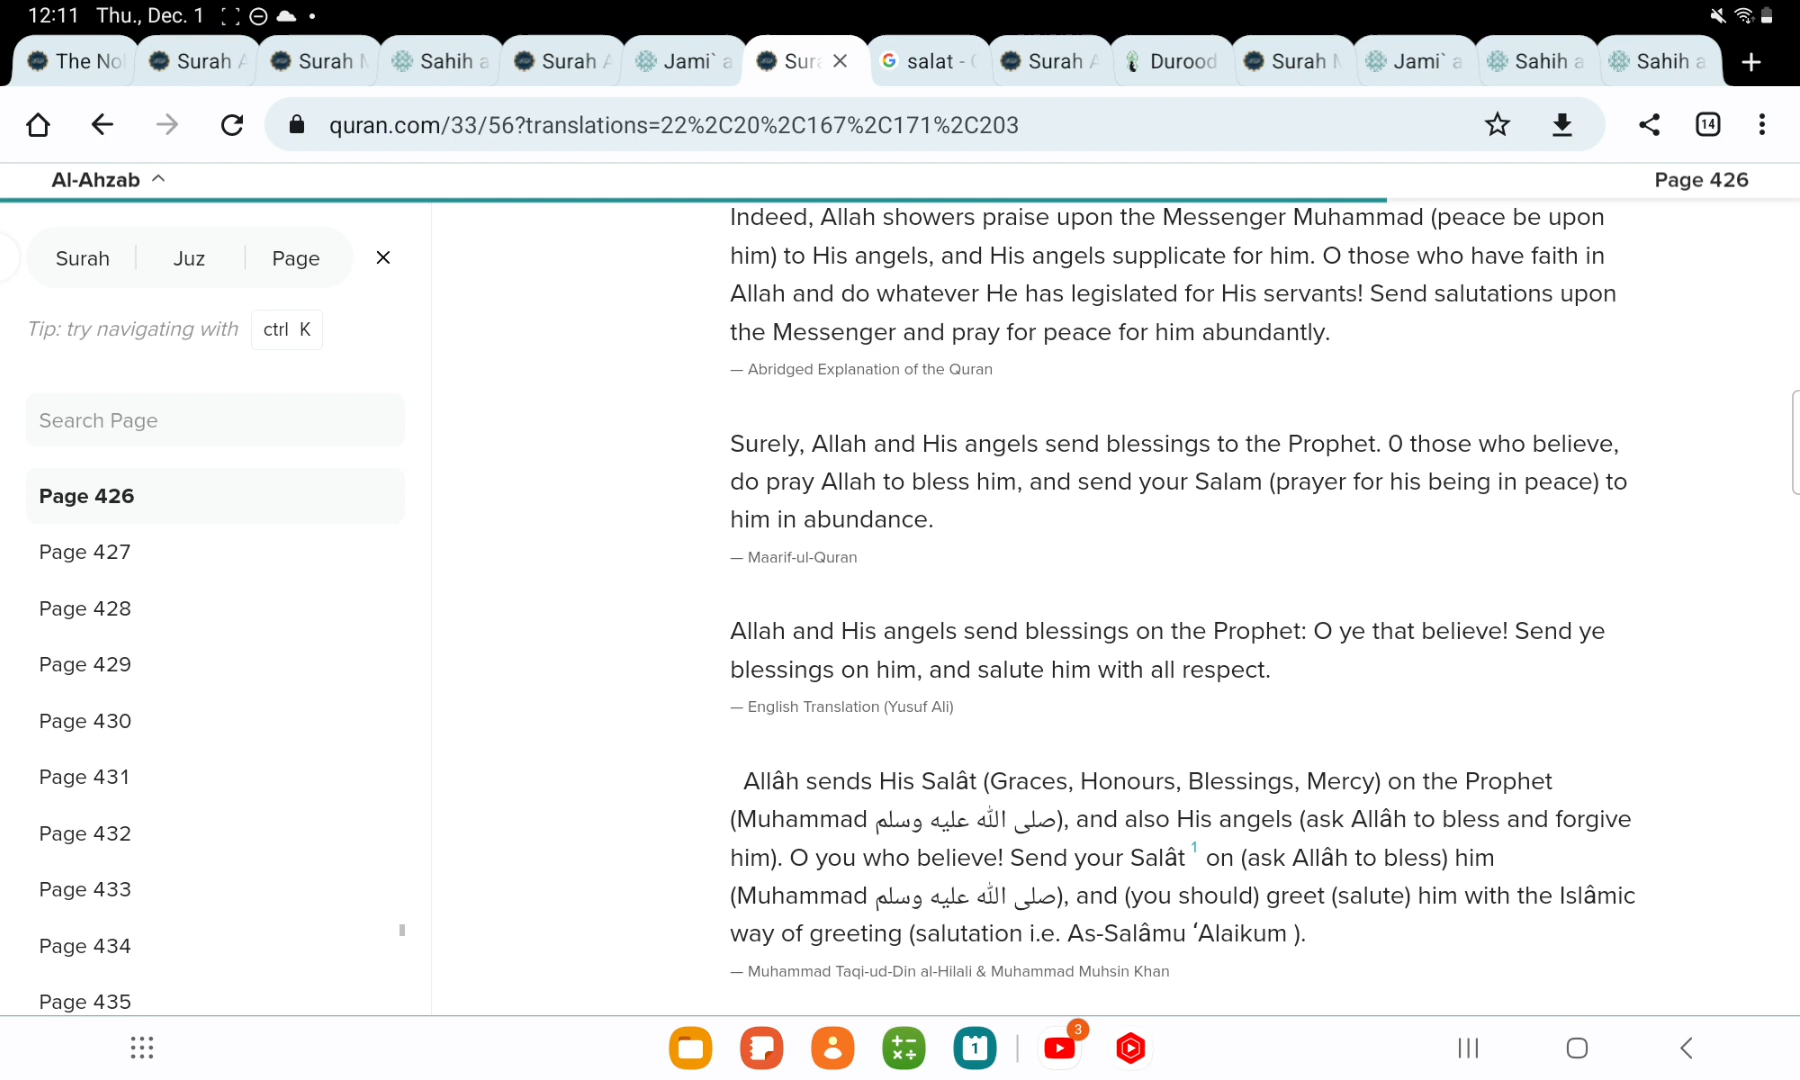 12:11 Thu., Dec. 1
The No
Surah A
Surah M
Sahih a
Surah A
Jami` a
Sura
salat - G
Surah A
Durood
Surah M
Jami` a
Sahih a
Sahih a
quran.com/33/56?translations=22%2C20%2C167%2C171%2C203
14
Al-Ahzab
Page 426
Surah
Juz
Page
Tip: try navigating with ctrl K
Search Page
Page 426
Page 427
Page 428
Page 429
Page 430
Page 431
Page 432
Page 433
Page 434
Page 435
Indeed, Allah showers praise upon the Messenger Muhammad (peace be upon
him) to His angels, and His angels supplicate for him. O those who have faith in
Allah and do whatever He has legislated for His servants! Send salutations upon
the Messenger and pray for peace for him abundantly.
— Abridged Explanation of the Quran
Surely, Allah and His angels send blessings to the Prophet. 0 those who believe,
do pray Allah to bless him, and send your Salam (prayer for his being in peace) to
him in abundance.
— Maarif-ul-Quran
Allah and His angels send blessings on the Prophet: O ye that believe! Send ye
blessings on him, and salute him with all respect.
— English Translation (Yusuf Ali)
Allâh sends His Salât (Graces, Honours, Blessings, Mercy) on the Prophet
(Muhammad صلى الله عليه وسلم), and also His angels (ask Allâh to bless and forgive
him). O you who believe! Send your Salât 1 on (ask Allâh to bless) him
(Muhammad صلى الله عليه وسلم), and (you should) greet (salute) him with the Islâmic
way of greeting (salutation i.e. As-Salâmu ‘Alaikum ).
— Muhammad Taqi-ud-Din al-Hilali & Muhammad Muhsin Khan
1
3